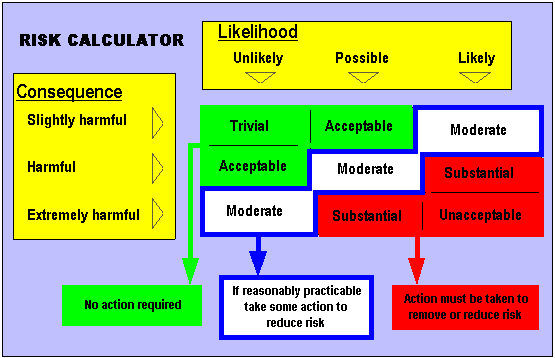 RISK CALCULATOR
Likelihood
Unlikely Possible Likely
Consequence
Slightly harmful
Harmful
Extremely harmful
Trivial Acceptable Moderate
Acceptable Moderate Substantial
Moderate Substantial Unacceptable
No action required
If reasonably practicable
take some action to
reduce risk
Action must be taken to
remove or reduce risk